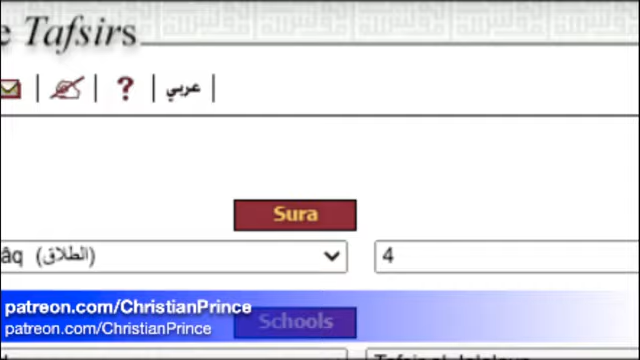 e Tafsirs
| | ? | عربي |
Sura
âq (الطلاق) 4
patreon.com/ChristianPrince
patreon.com/ChristianPrince
Schools